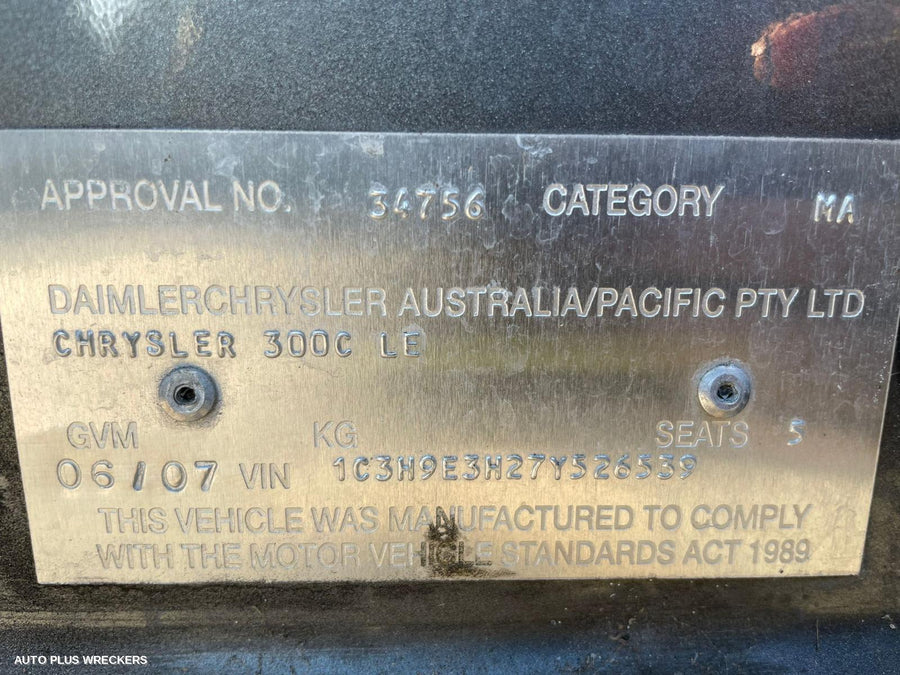 APPROVAL NO. 34756 CATEGORY MA
DAIMLERCHRYSLER AUSTRALIA/PACIFIC PTY LTD
CHRYSLER 300C LE
GVM KG SEATS 5
06/07 VIN 1C3H9E3H27Y526539
THIS VEHICLE WAS MANUFACTURED TO COMPLY
WITH THE MOTOR VEHICLE STANDARDS ACT 1989
AUTO PLUS WRECKERS